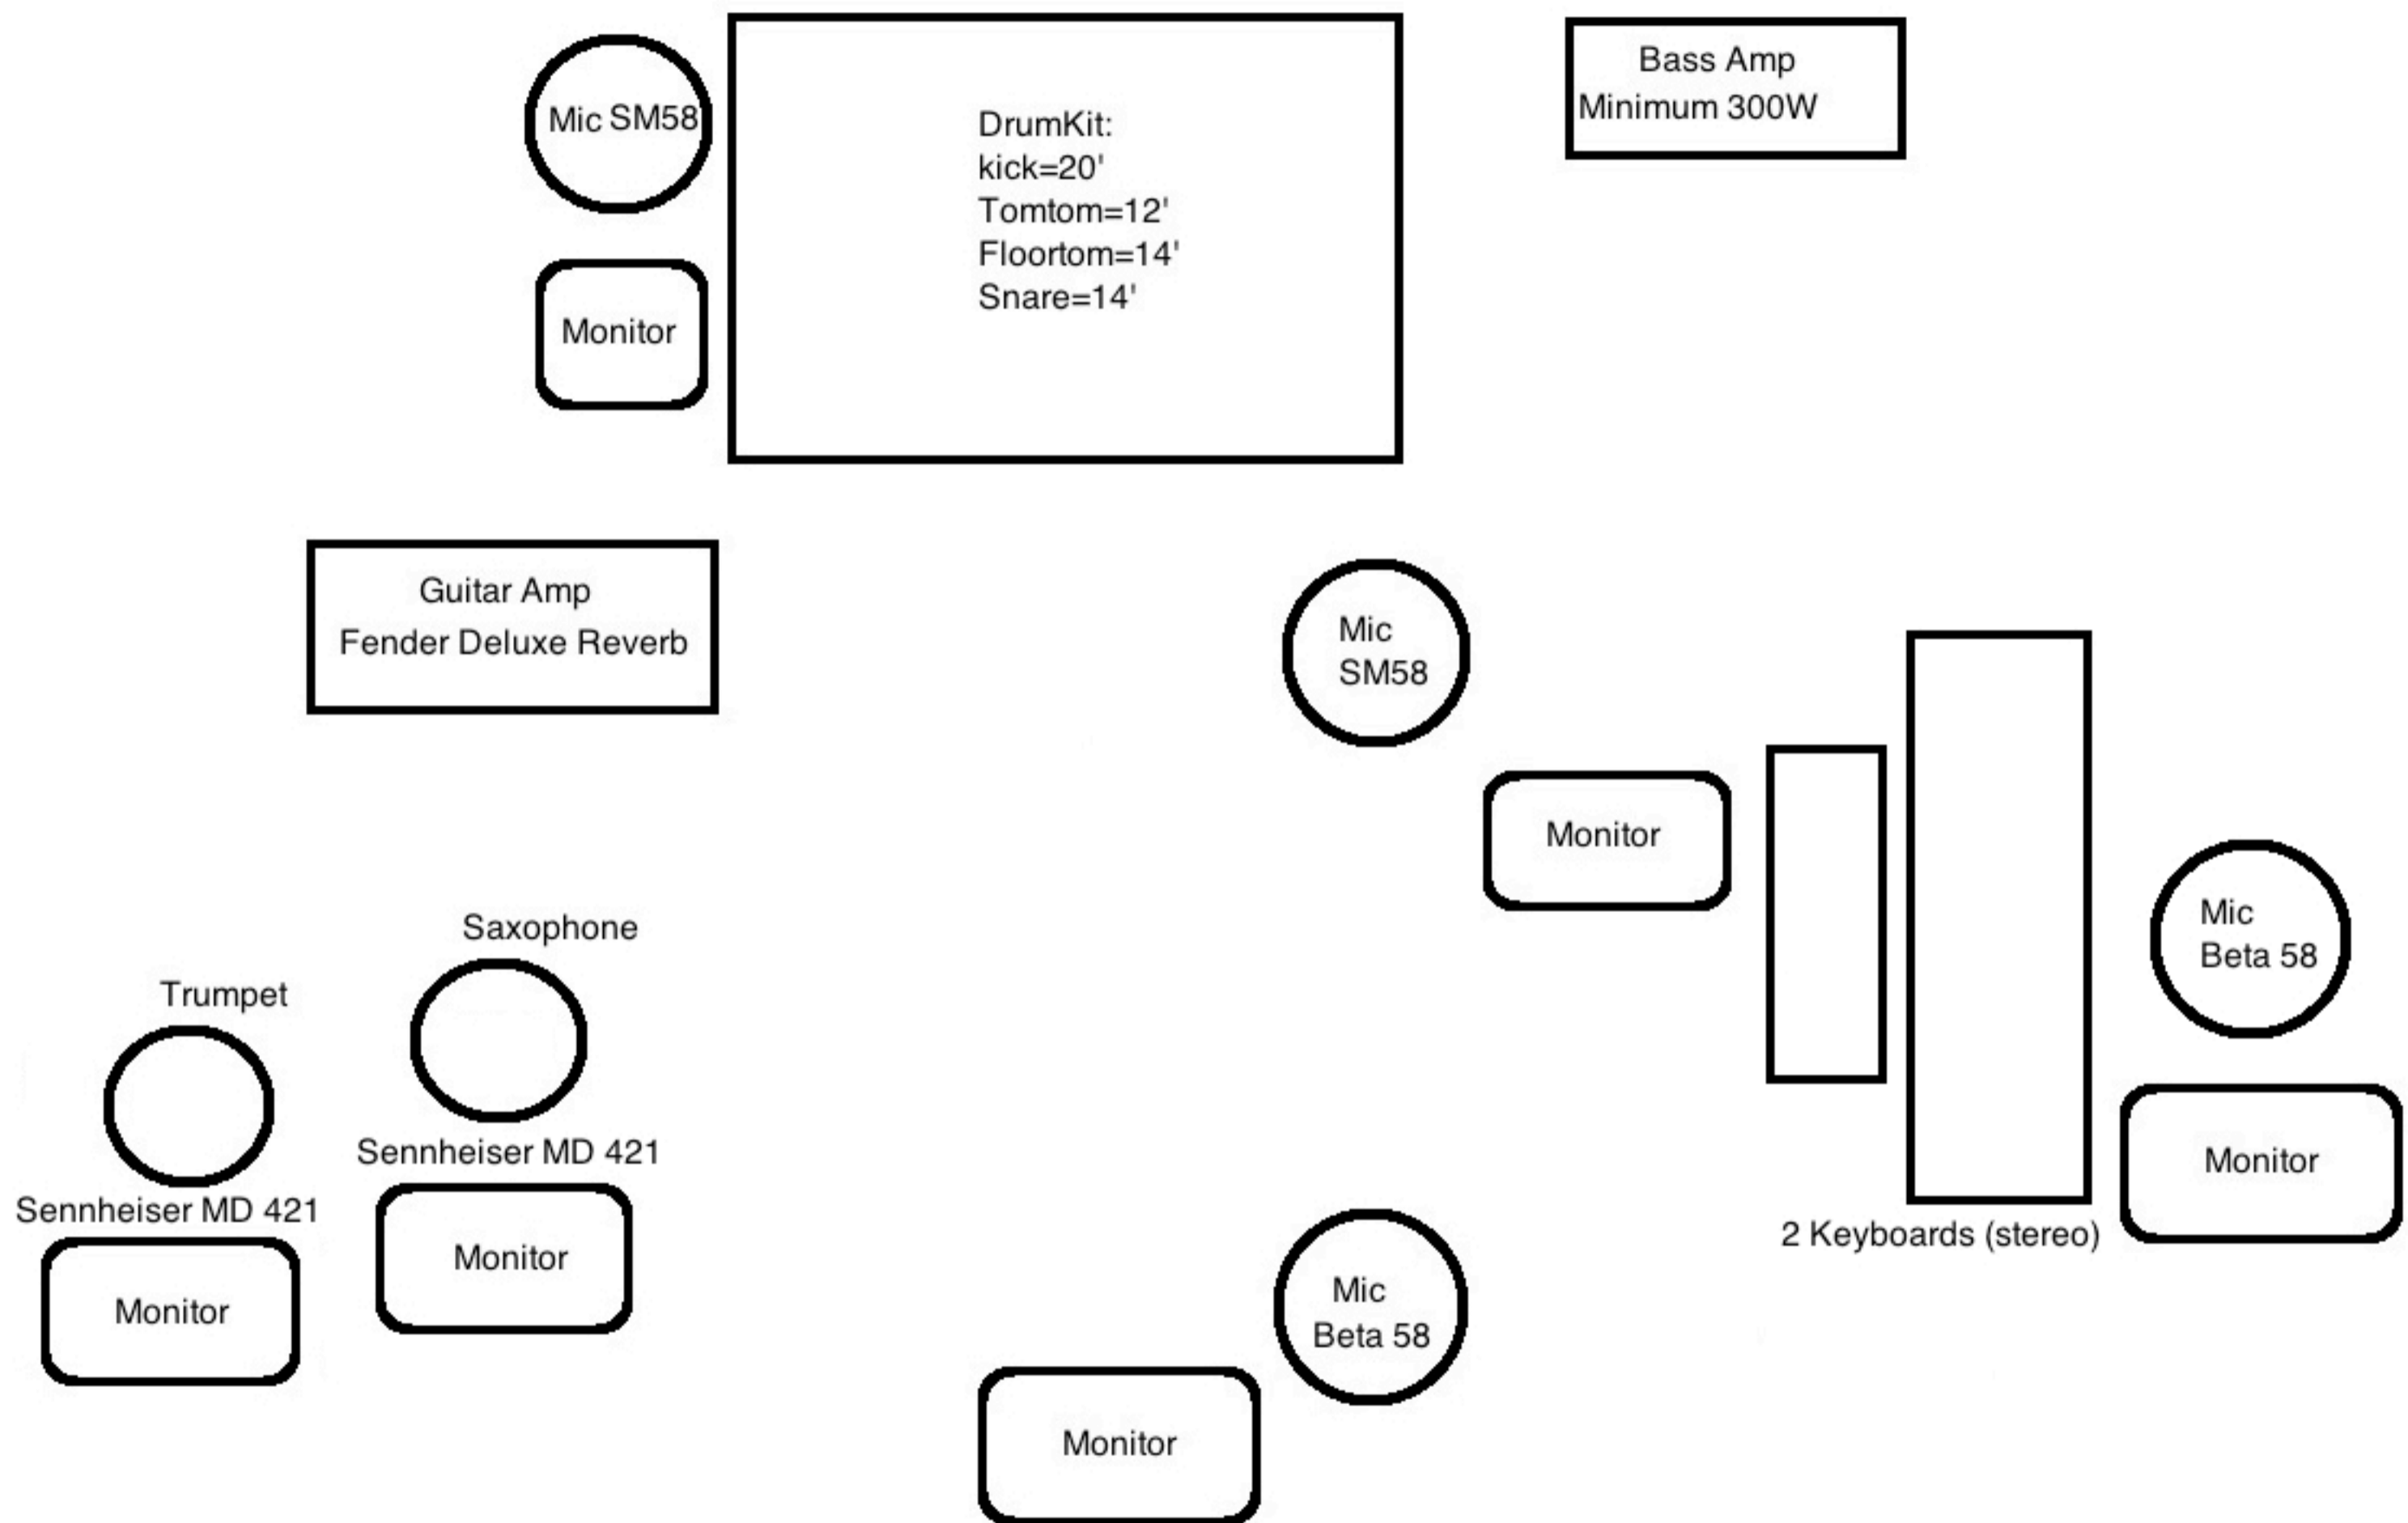 Mic SM58
DrumKit:
kick=20'
Tomtom=12'
Floortom=14'
Snare=14'
Bass Amp
Minimum 300W
Monitor
Guitar Amp
Fender Deluxe Reverb
Mic
SM58
Monitor
Mic
Beta 58
Saxophone
Trumpet
Sennheiser MD 421
Monitor
2 Keyboards (stereo)
Sennheiser MD 421
Monitor
Monitor
Mic
Beta 58
Monitor